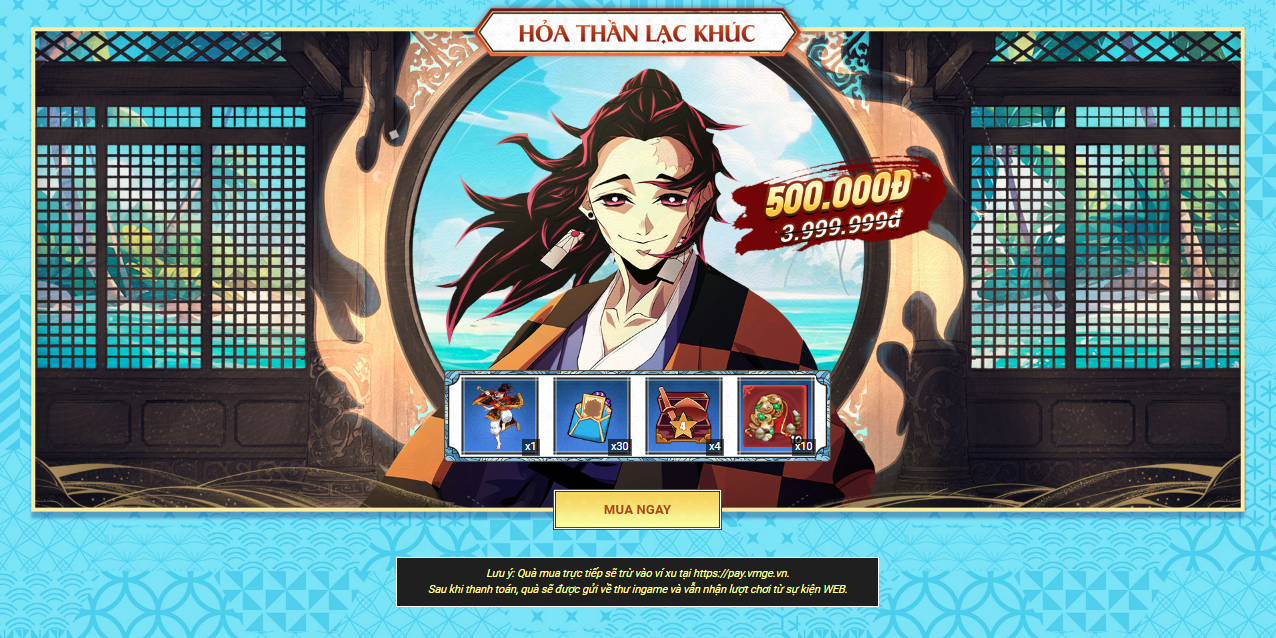 HỎA THẦN LẠC KHÚC
500.000Đ
3.999.999đ
4
x1
x30
x4
x10
MUA NGAY
Lưu ý: Quà mua trực tiếp sẽ trừ vào ví xu tại https://pay.vmge.vn.
Sau khi thanh toán, quà sẽ được gửi về thư ingame và vẫn nhận lượt chơi từ sự kiện WEB.